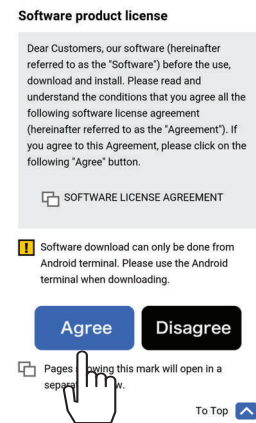 Software product license
Dear Customers, our software (hereinafter
referred to as the "Software") before the use,
download and install. Please read and
understand the conditions that you agree all the
following software license agreement
(hereinafter referred to as the "Agreement"). If
you agree to this Agreement, please click on the
following "Agree" button.
SOFTWARE LICENSE AGREEMENT
Software download can only be done from
Android terminal. Please use the Android
terminal when downloading.
Agree Disagree
Pages this mark will open in a
To Top